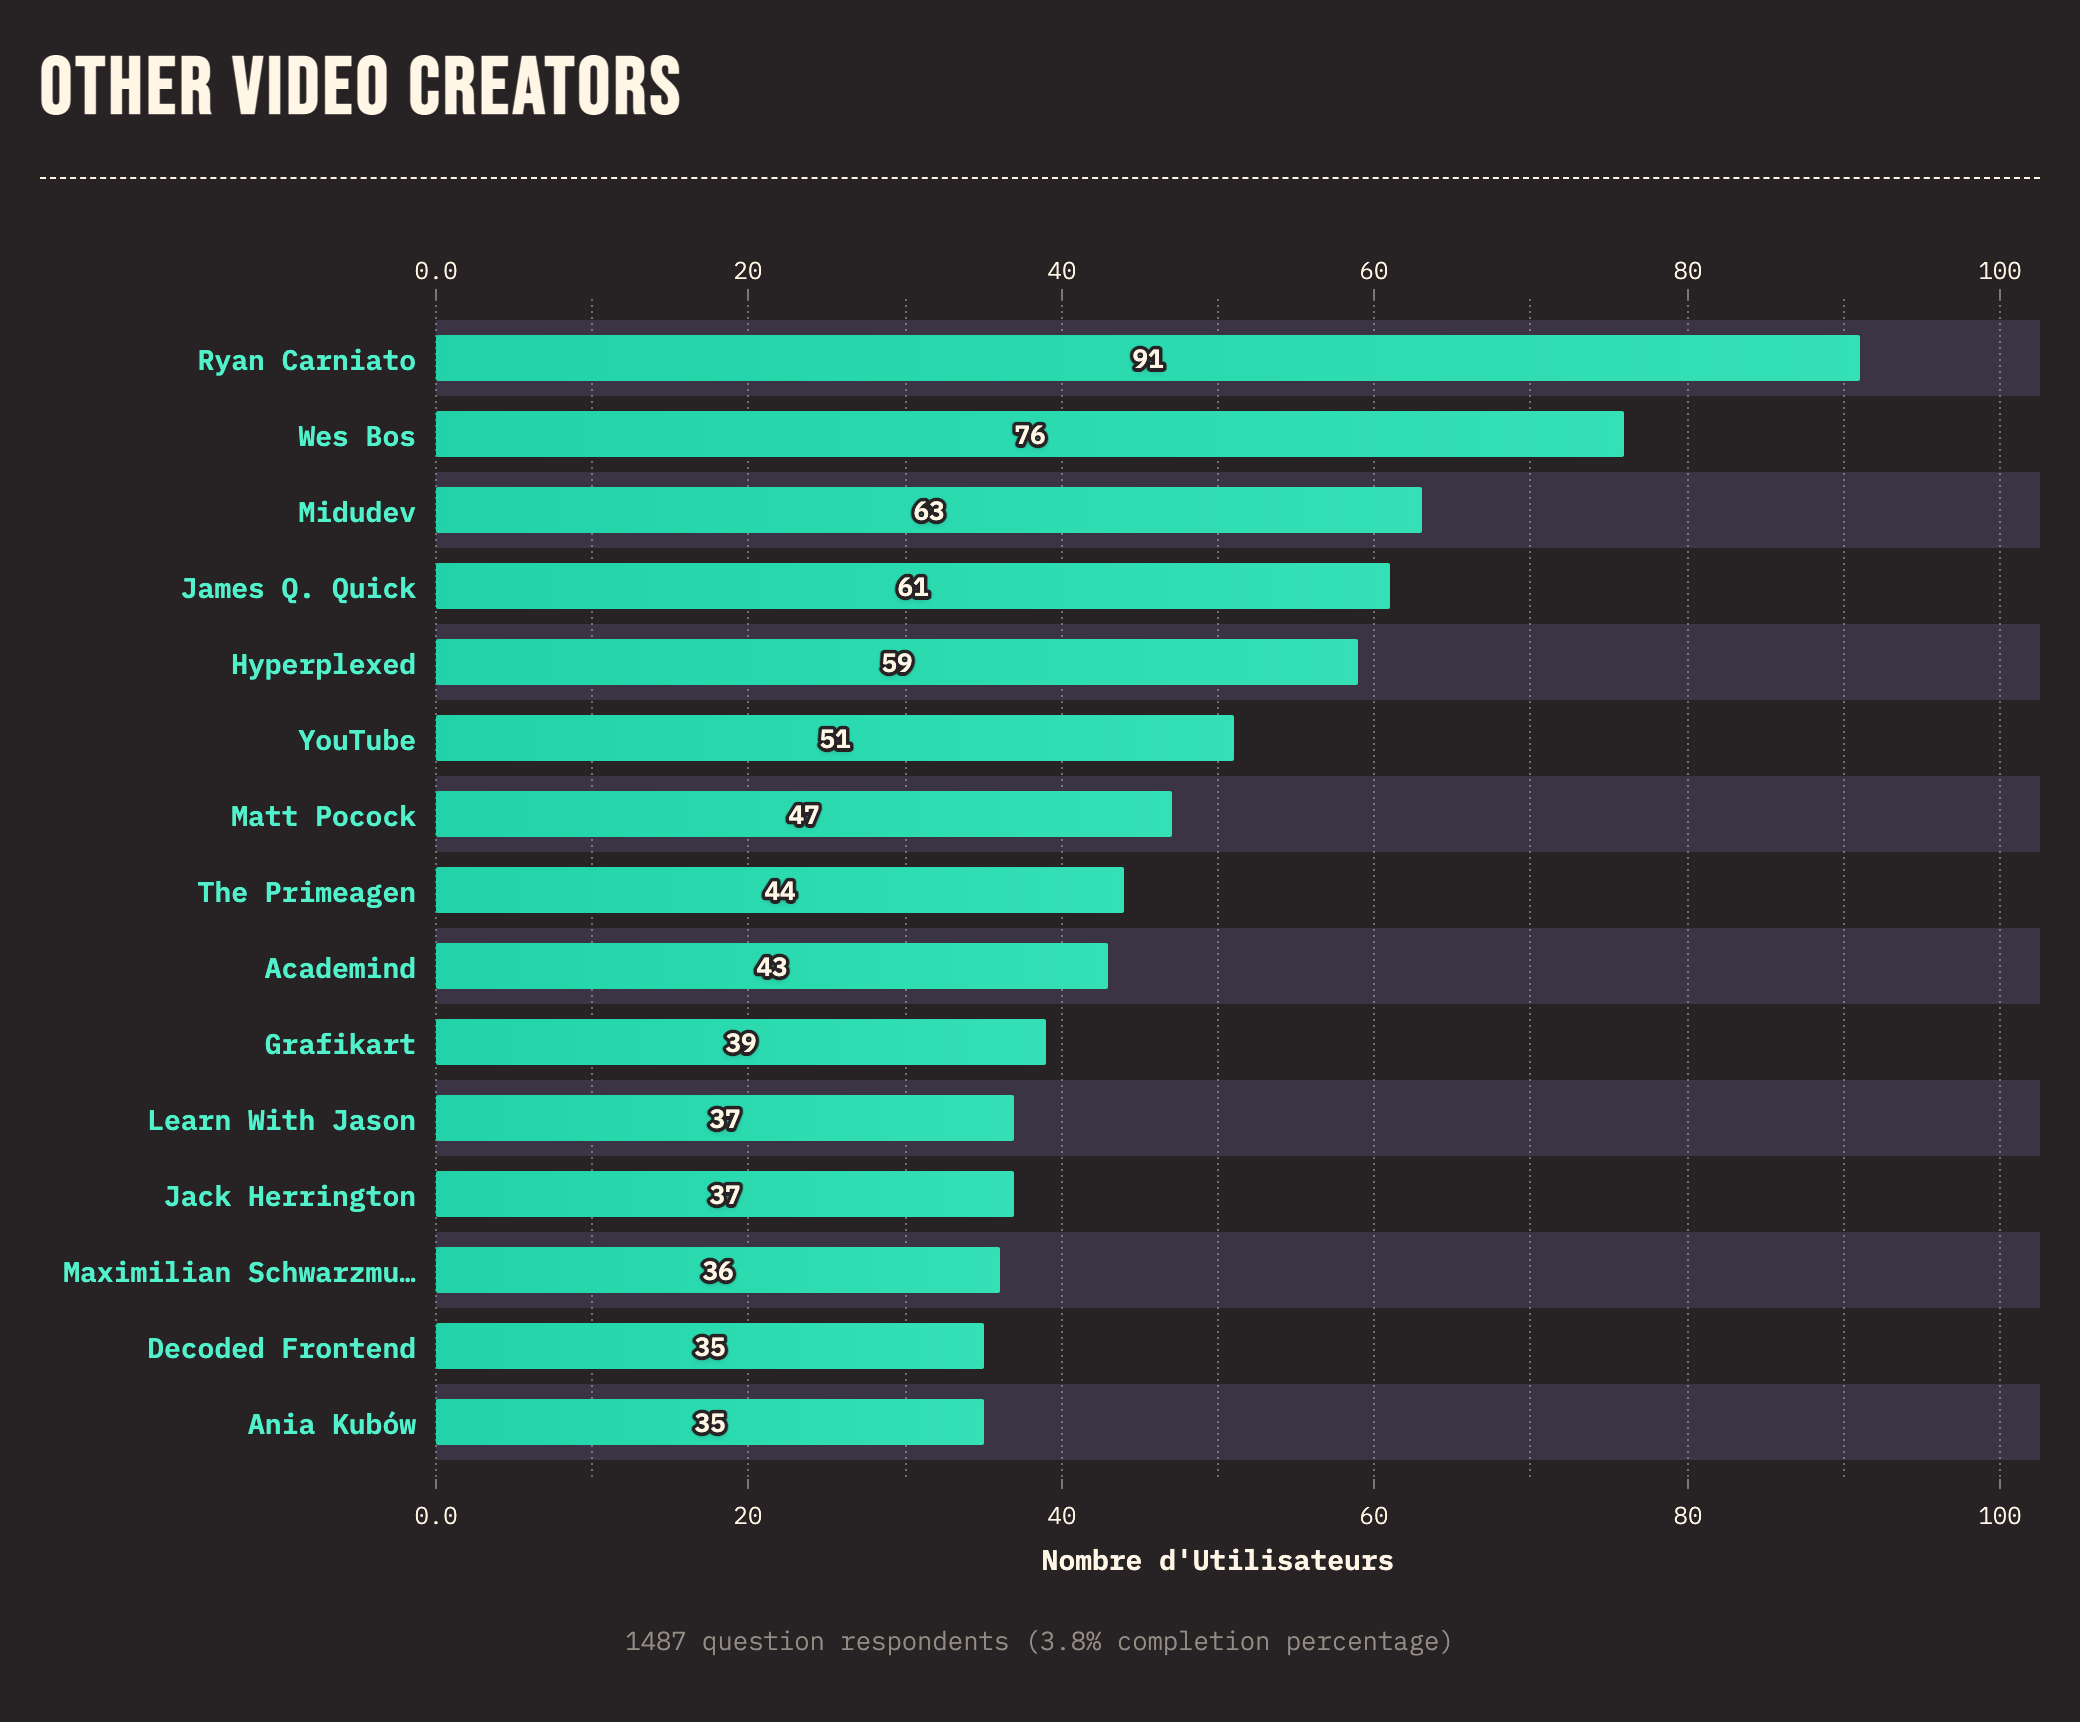 OTHER VIDEO CREATORS
0.0 20 40 60 80 100
Ryan Carniato 91
Wes Bos 76
Midudev 63
James Q. Quick 61
Hyperplexed 59
YouTube 51
Matt Pocock 47
The Primeagen 44
Academind 43
Grafikart 39
Learn With Jason 37
Jack Herrington 37
Maximilian Schwarzmu… 36
Decoded Frontend 35
Ania Kubów 35
0.0 20 40 60 80 100
Nombre d'Utilisateurs
1487 question respondents (3.8% completion percentage)